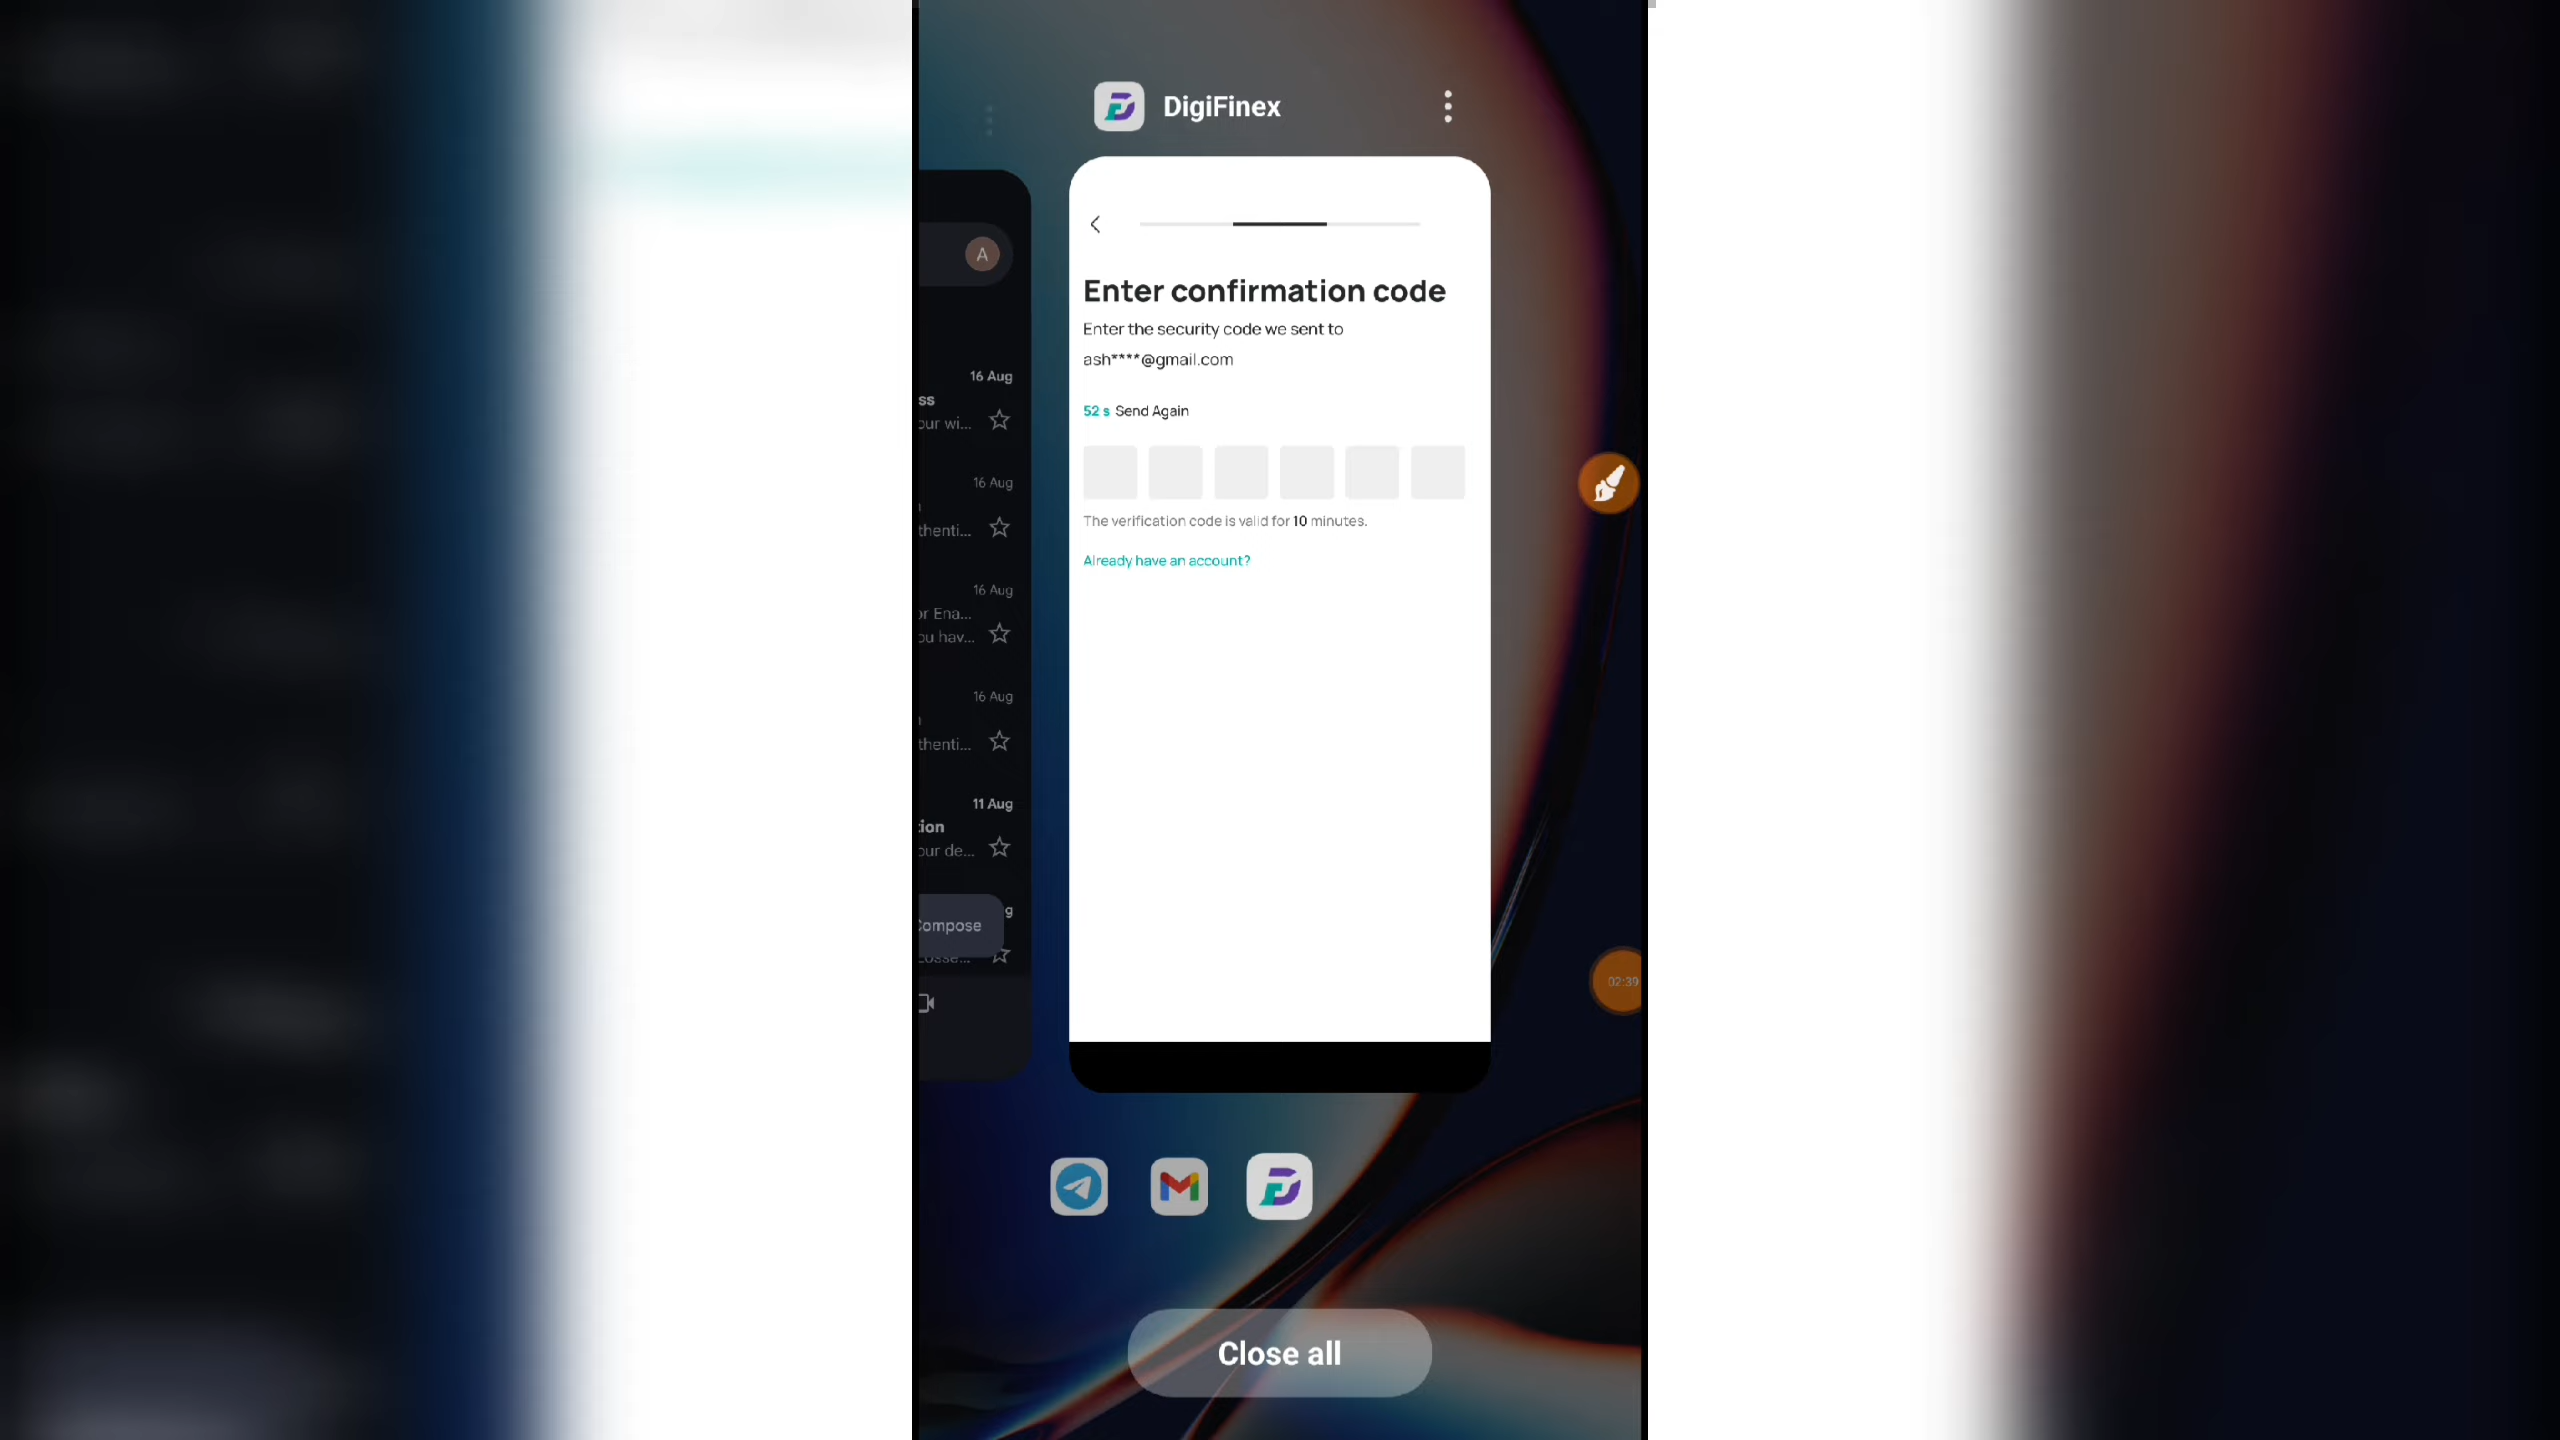 DigiFinex
Enter confirmation code
Enter the security code we sent to
ash****@gmail.com
52 s Send Again
The verification code is valid for 10 minutes.
Already have an account?
A
16 Aug
ss
our wi...
16 Aug
thenti...
16 Aug
or Ena...
ou hav...
16 Aug
thenti...
11 Aug
tion
our de...
g
Compose
02:39
Close all